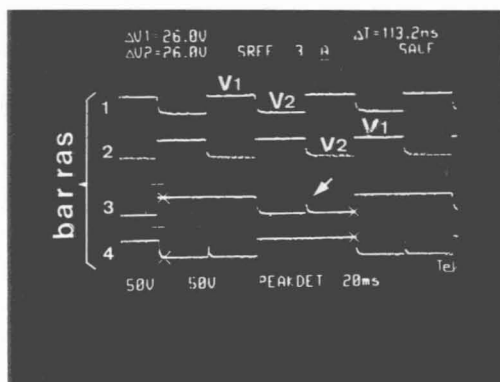 ΔV1=26.0V ΔT=113.2ms
ΔV2=26.0V SREF 3 A SALF
V1
1
V2
V1
2
V2
3
4
barras
Te
50V 50V PEAKDET 20ms